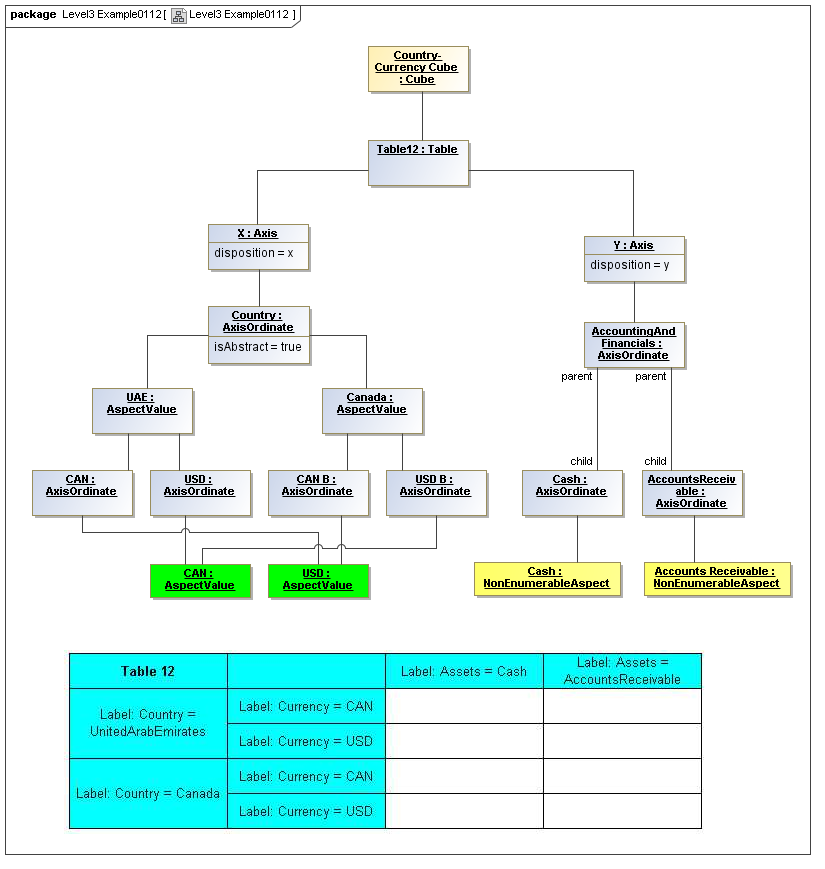 package Level3 Example0112 [ Level3 Example0112 ]
Country-
Currency Cube
: Cube
Table12 : Table
X : Axis
disposition = x
Y : Axis
disposition = y
Country :
AxisOrdinate
isAbstract = true
AccountingAnd
Financials :
AxisOrdinate
parent
parent
UAE :
AspectValue
Canada :
AspectValue
child
child
CAN :
AxisOrdinate
USD :
AxisOrdinate
CAN B :
AxisOrdinate
USD B :
AxisOrdinate
Cash :
AxisOrdinate
AccountsReceiv
able :
AxisOrdinate
CAN :
AspectValue
USD :
AspectValue
Cash :
NonEnumerableAspect
Accounts Receivable :
NonEnumerableAspect
Table 12
Label: Assets = Cash
Label: Assets =
AccountsReceivable
Label: Country =
UnitedArabEmirates
Label: Currency = CAN
Label: Currency = USD
Label: Country = Canada
Label: Currency = CAN
Label: Currency = USD